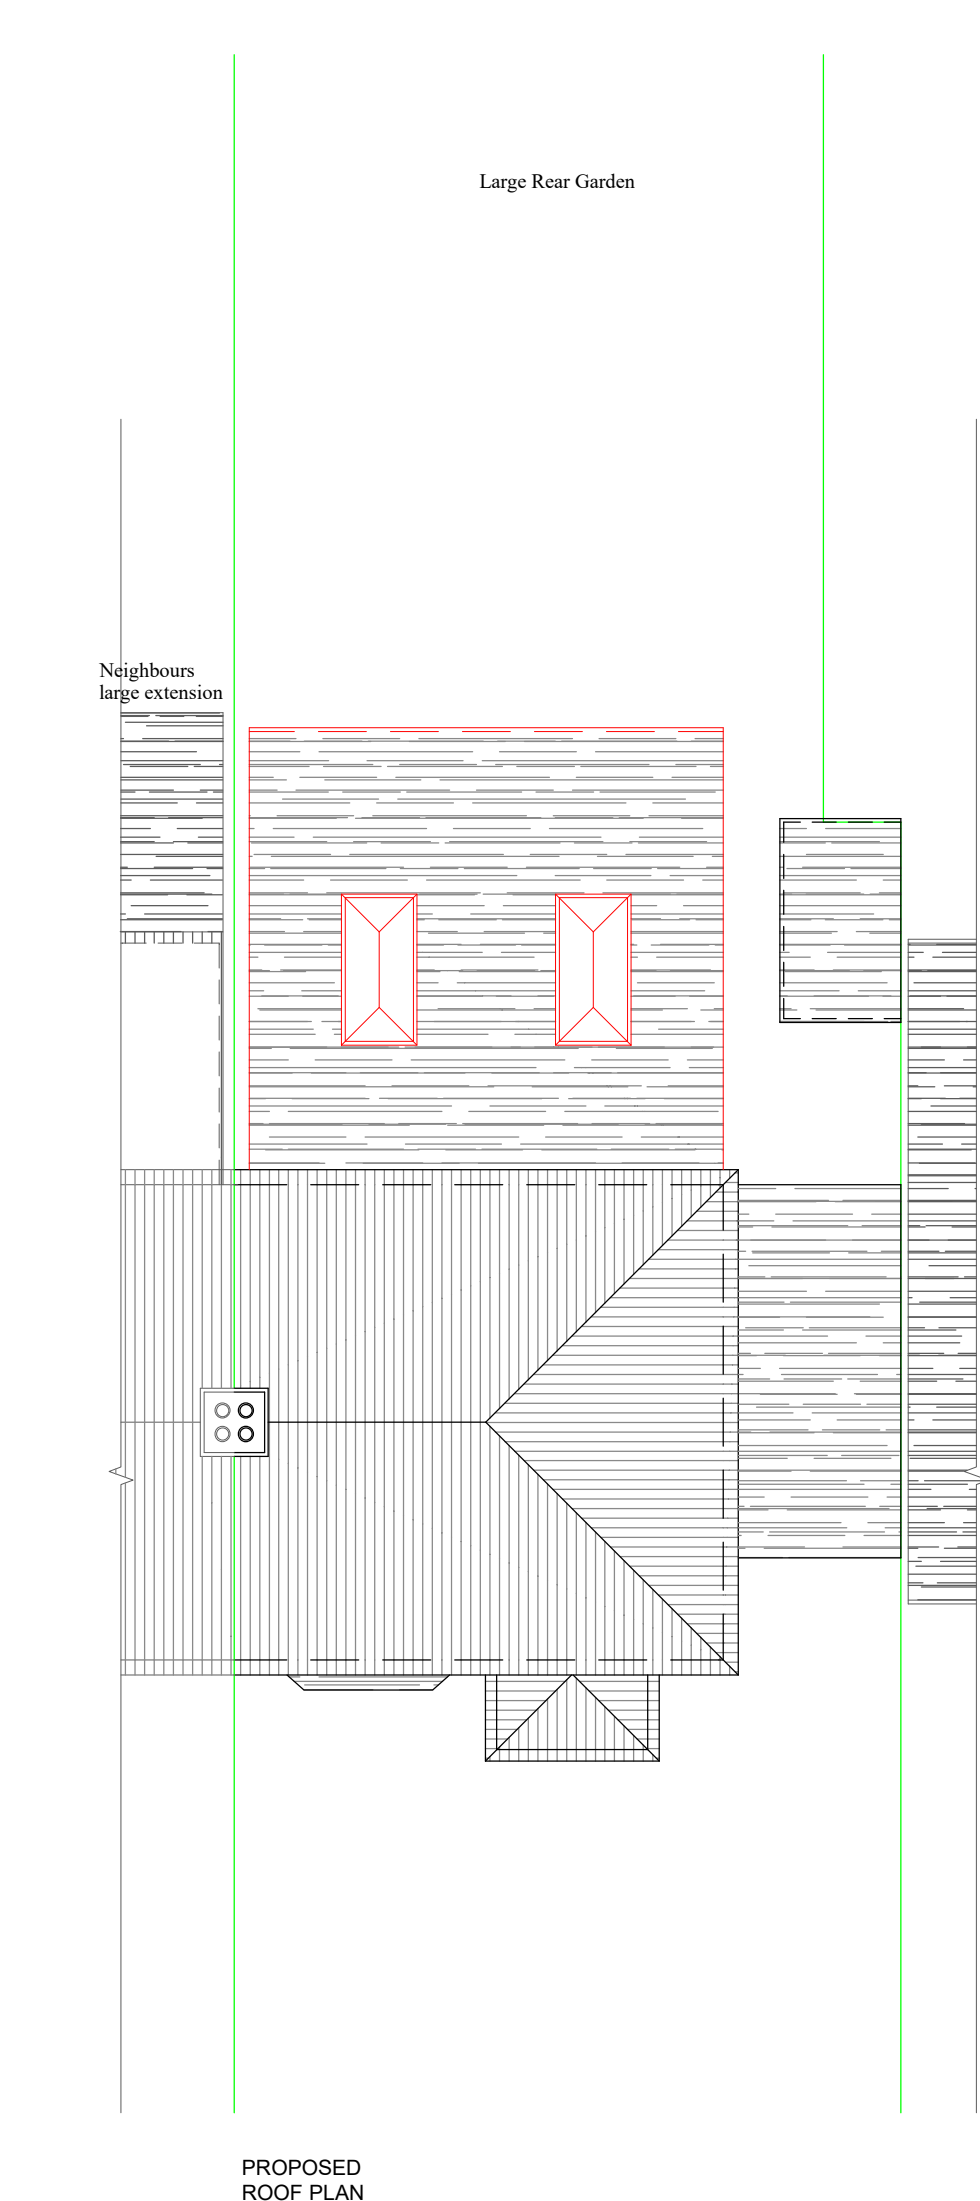 Large Rear Garden
Neighbours
large extension
PROPOSED
ROOF PLAN